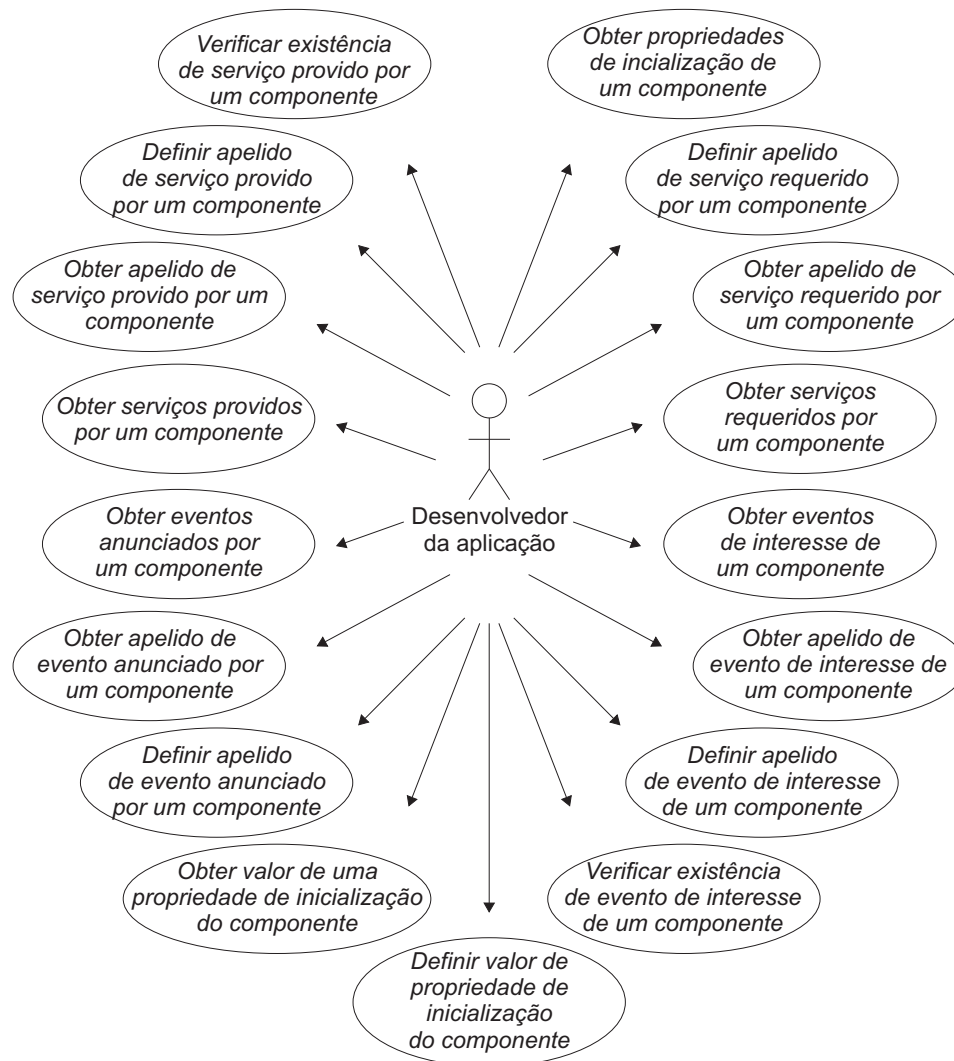 Verificar existência
de serviço provido por
um componente
Obter propriedades
de incialização de
um componente
Definir apelido
de serviço provido
por um componente
Definir apelido
de serviço requerido
por um componente
Obter apelido de
serviço provido por um
componente
Obter apelido de
serviço requerido por
um componente
Obter serviços providos
por um componente
Obter serviços
requeridos por
um componente
Desenvolvedor
da aplicação
Obter eventos
anunciados por
um componente
Obter eventos
de interesse de
um componente
Obter apelido de
evento anunciado por
um componente
Obter apelido de
evento de interesse de
um componente
Definir apelido
de evento anunciado
por um componente
Definir apelido
de evento de interesse
de um componente
Obter valor de uma
propriedade de inicialização
do componente
Verificar existência
de evento de interesse
de um componente
Definir valor de
propriedade de
inicialização
do componente